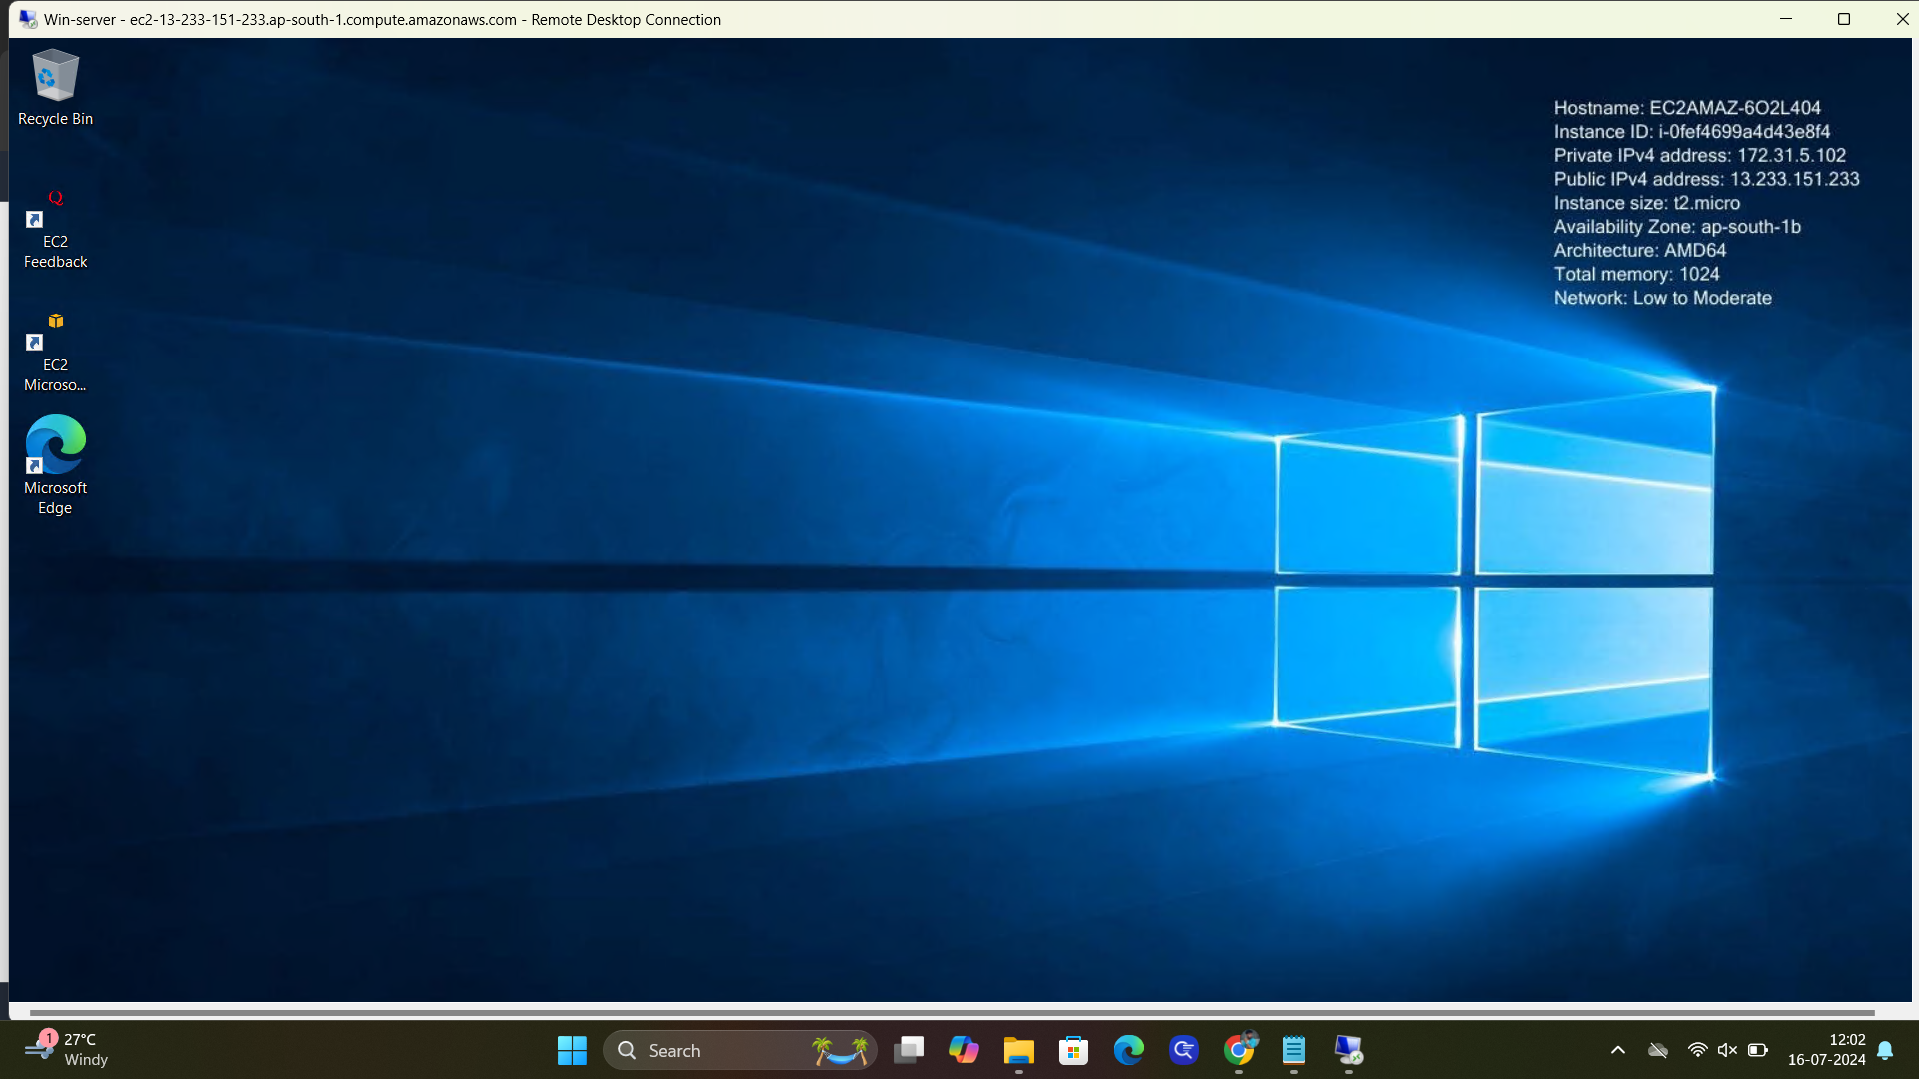 Win-server - ec2-13-233-151-233.ap-south-1.compute.amazonaws.com - Remote Desktop Connection
Recycle Bin
EC2
Feedback
EC2
Microso...
Microsoft
Edge
Hostname: EC2AMAZ-6O2L404
Instance ID: i-0fef4699a4d43e8f4
Private IPv4 address: 172.31.5.102
Public IPv4 address: 13.233.151.233
Instance size: t2.micro
Availability Zone: ap-south-1b
Architecture: AMD64
Total memory: 1024
Network: Low to Moderate
1
27°C
Windy
Search
12:02
16-07-2024